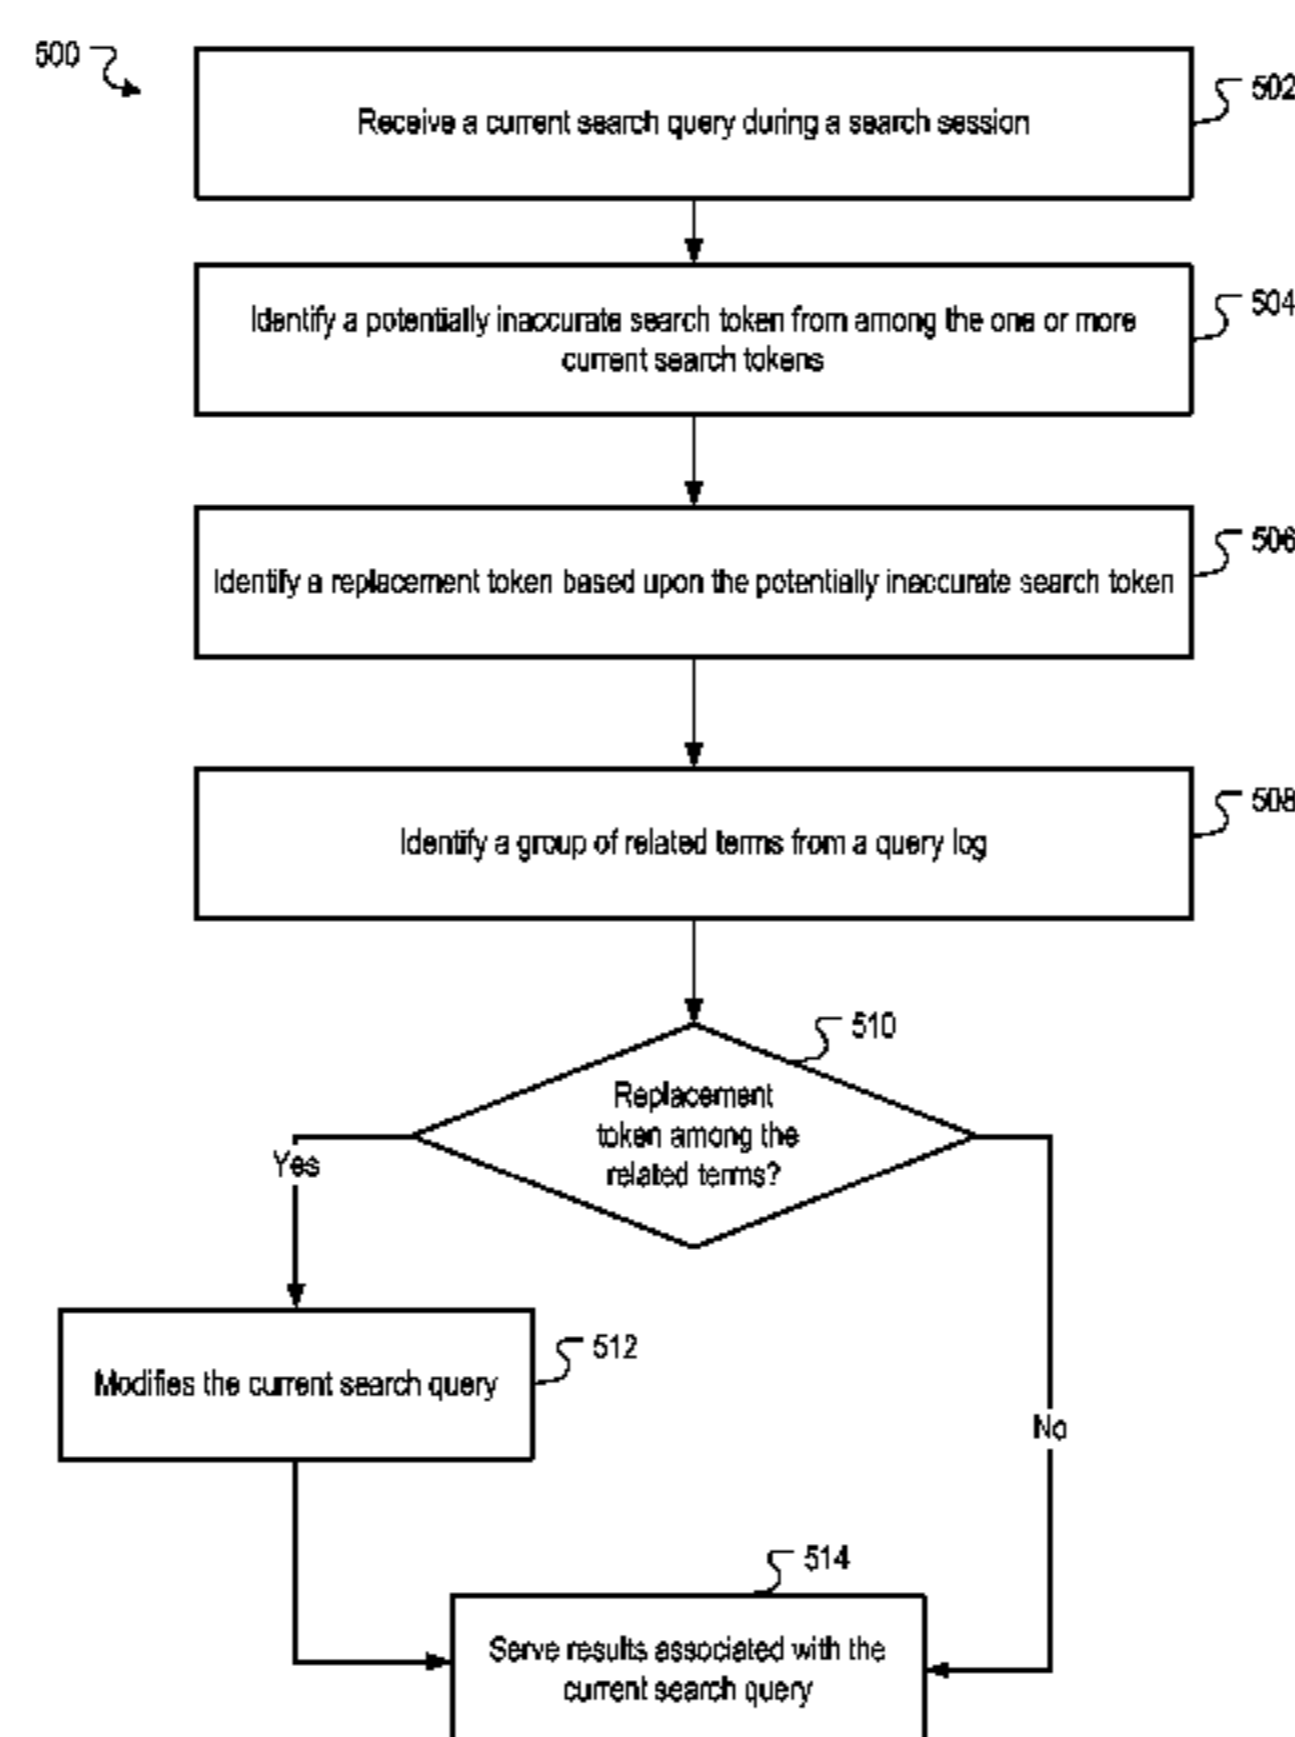 500
Receive a current search query during a search session
502
Identify a potentially inaccurate search token from among the one or more
current search tokens
504
Identify a replacement token based upon the potentially inaccurate search token
506
Identify a group of related terms from a query log
508
510
Replacement
token among the
related terms?
Yes
Modifies the current search query
512
No
514
Serve results associated with the
current search query